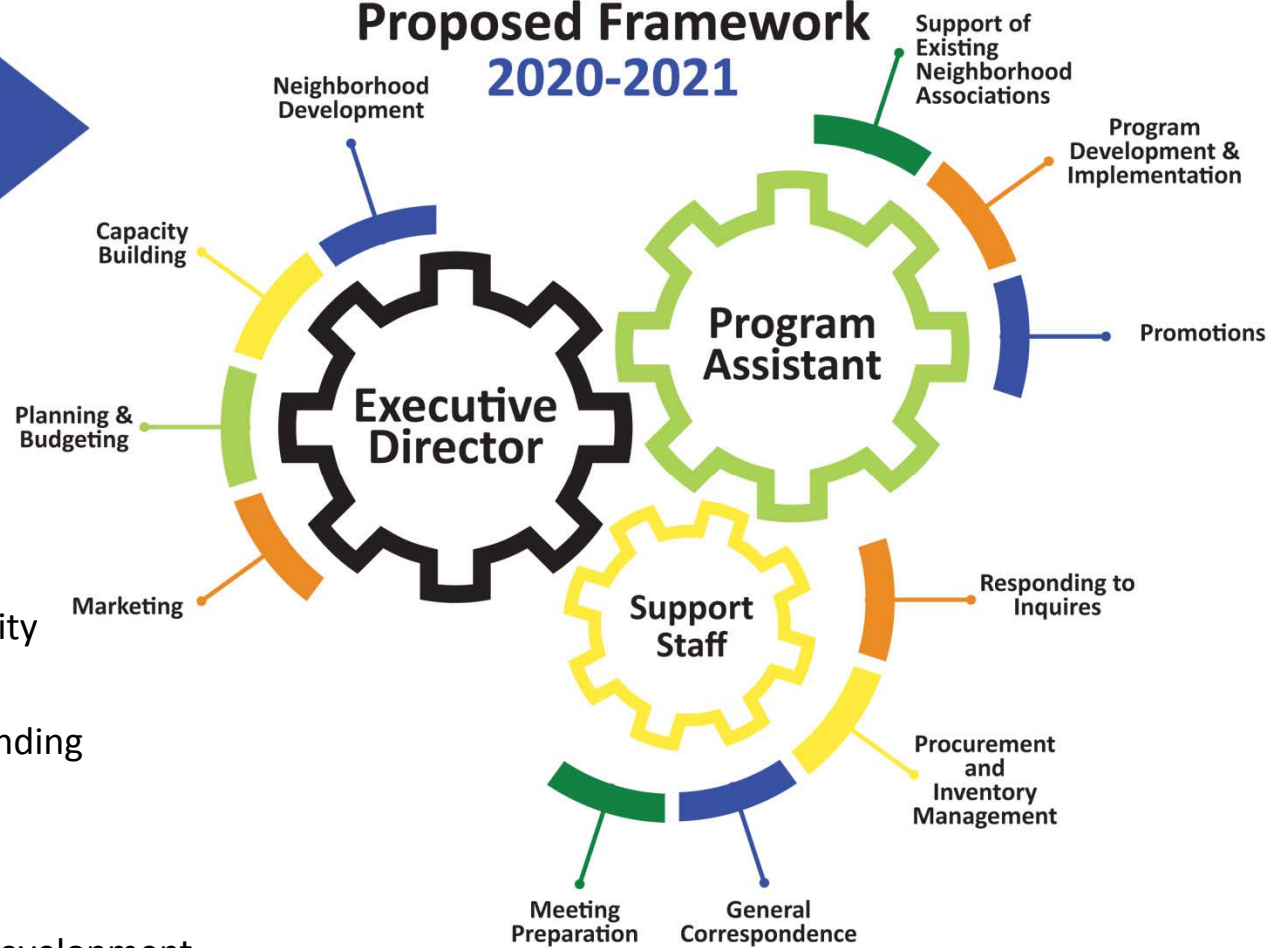 Proposed Framework
2020-2021
Neighborhood
Development
Capacity
Building
Planning &
Budgeting
Marketing
Executive
Director
Support of
Existing
Neighborhood
Associations
Program
Development &
Implementation
Promotions
Program
Assistant
Support
Staff
Responding to
Inquires
Procurement
and
Inventory
Management
General
Correspondence
Meeting
Preparation
ity
nding